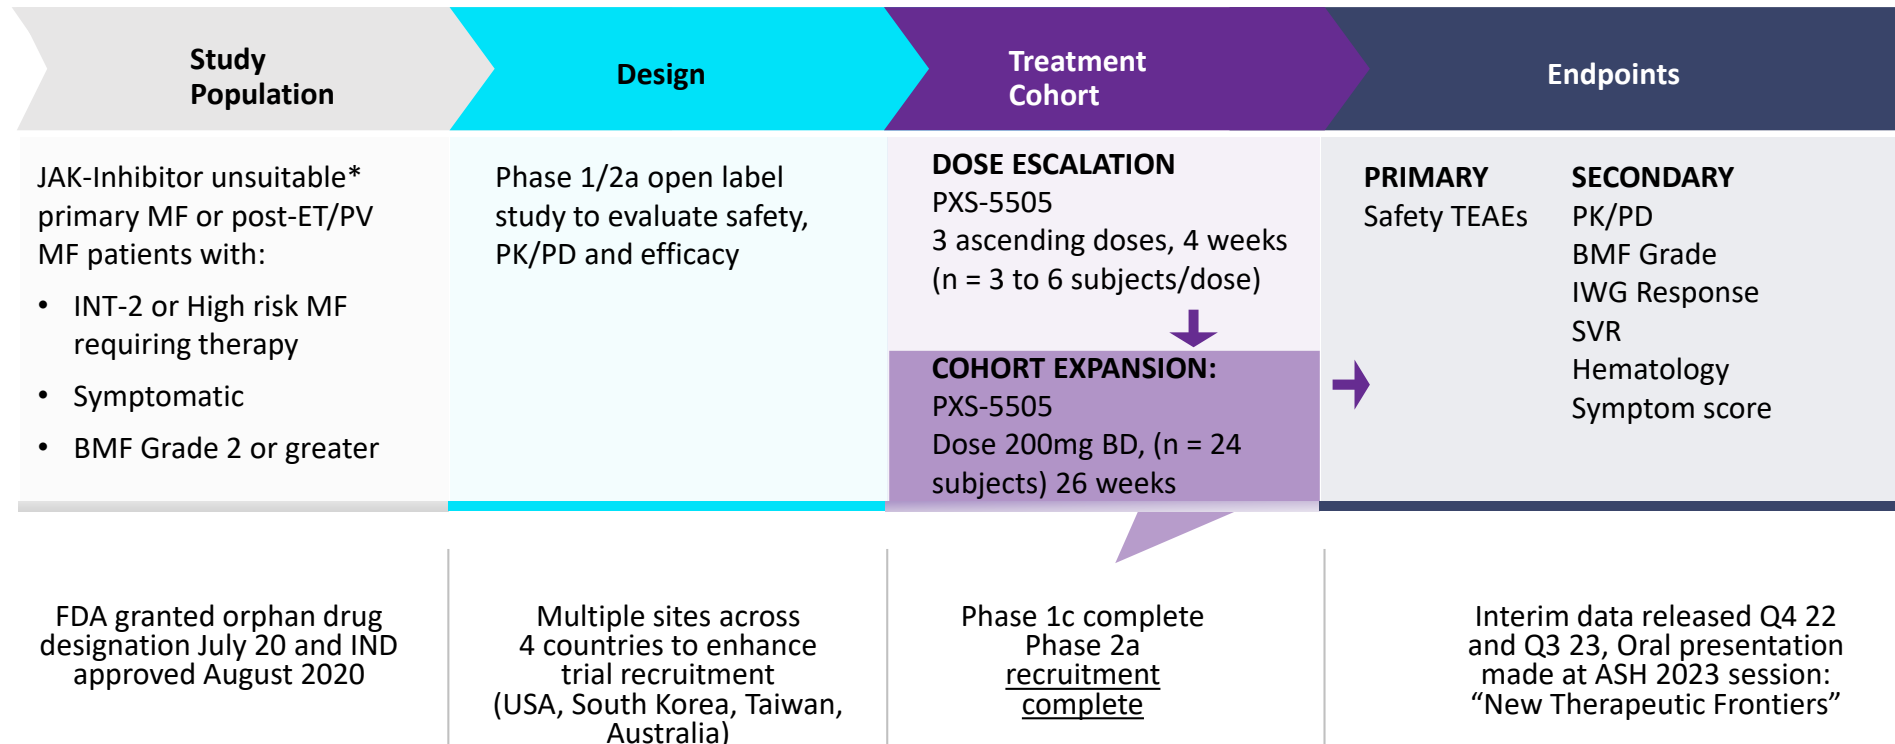 Study
Population
Design
Treatment
Cohort
Endpoints
JAK-Inhibitor unsuitable*
primary MF or post-ET/PV
MF patients with:
• INT-2 or High risk MF
requiring therapy
• Symptomatic
• BMF Grade 2 or greater
Phase 1/2a open label
study to evaluate safety,
PK/PD and efficacy
DOSE ESCALATION
PXS-5505
3 ascending doses, 4 weeks
(n = 3 to 6 subjects/dose)
COHORT EXPANSION:
PXS-5505
Dose 200mg BD, (n = 24
subjects) 26 weeks
PRIMARY
Safety TEAEs
SECONDARY
PK/PD
BMF Grade
IWG Response
SVR
Hematology
Symptom score
FDA granted orphan drug
designation July 20 and IND
approved August 2020
Multiple sites across
4 countries to enhance
trial recruitment
(USA, South Korea, Taiwan,
Australia)
Phase 1c complete
Phase 2a
recruitment
complete
Interim data released Q4 22
and Q3 23, Oral presentation
made at ASH 2023 session:
“New Therapeutic Frontiers”